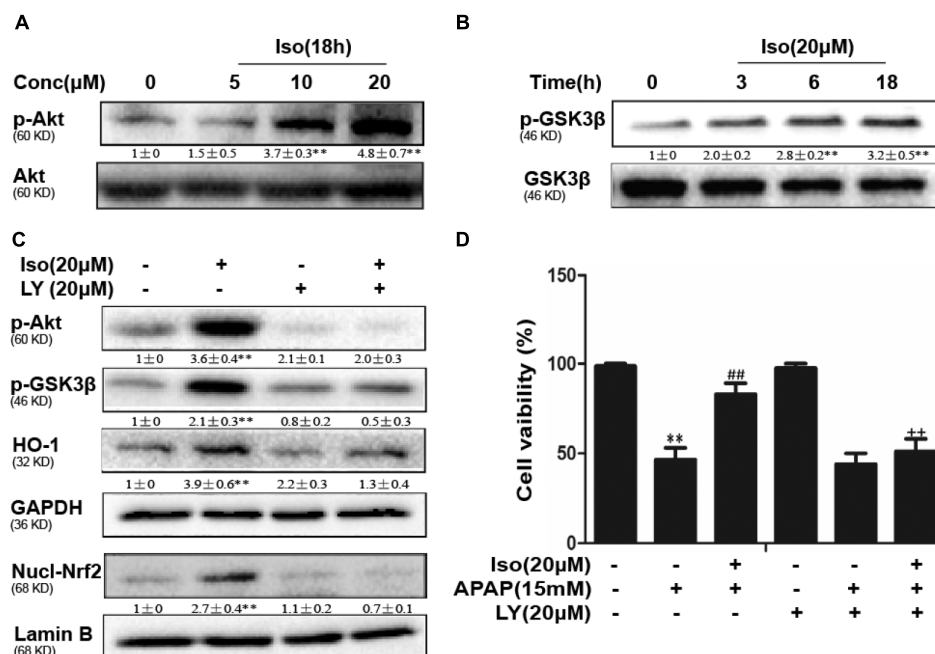 A
Iso(18h)
Conc(μM) 0 5 10 20
p-Akt
(60 KD)
1±0 1.5±0.5 3.7±0.3** 4.8±0.7**
Akt
(60 KD)
B
Iso(20μM)
Time(h) 0 3 6 18
p-GSK3β
(46 KD)
1±0 2.0±0.2 2.8±0.2** 3.2±0.5**
GSK3β
(46 KD)
C
Iso(20μM) - + - +
LY (20μM) - - + +
p-Akt
(60 KD)
1±0 3.6±0.4** 2.1±0.1 2.0±0.3
p-GSK3β
(46 KD)
1±0 2.1±0.3** 0.8±0.2 0.5±0.3
HO-1
(32 KD)
1±0 3.9±0.6** 2.2±0.3 1.3±0.4
GAPDH
(36 KD)
Nucl-Nrf2
(68 KD)
1±0 2.7±0.4** 1.1±0.2 0.7±0.1
Lamin B
(68 KD)
D
Cell vaibility (%)
150
100
50
0
** ## ++
Iso(20μM) - - + - - +
APAP(15mM) - + + - + +
LY(20μM) - - - + + +